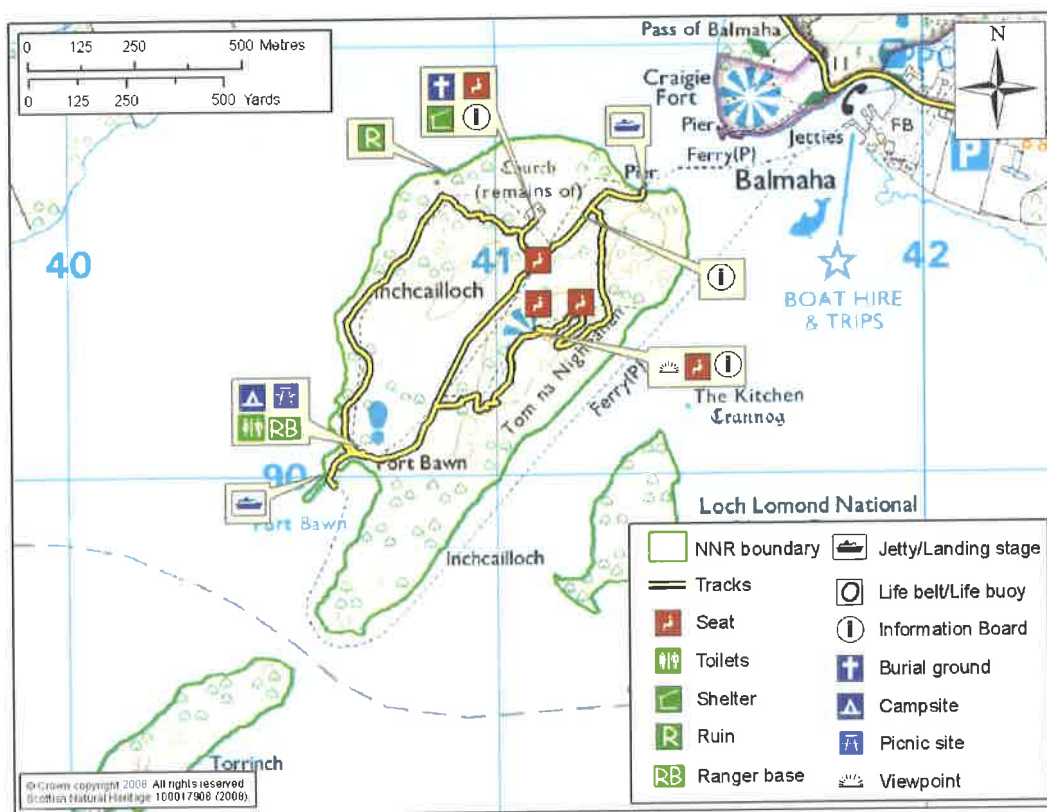 0 125 250 500 Metres
0 125 250 500 Yards
Pass of Balmaha
Craigie
Fort
Pier
Jetties
Ferry(P)
FB
P
Balmaha
N
R
i
Church
(remains of)
Pier
40
41
42
Inchcailloch
i
BOAT HIRE
& TRIPS
i
Tom na Nigheanen
Ferry(P)
The Kitchen
Crannog
RB
Port Bawn
90
Port Bawn
Inchcailloch
Loch Lomond National
Torrinch
NNR boundary
Tracks
Seat
Toilets
Shelter
R Ruin
RB Ranger base
Jetty/Landing stage
Life belt/Life buoy
i Information Board
Burial ground
Campsite
Picnic site
Viewpoint
© Crown copyright 2008 All rights reserved
Scottish Natural Heritage 100017908 (2008)